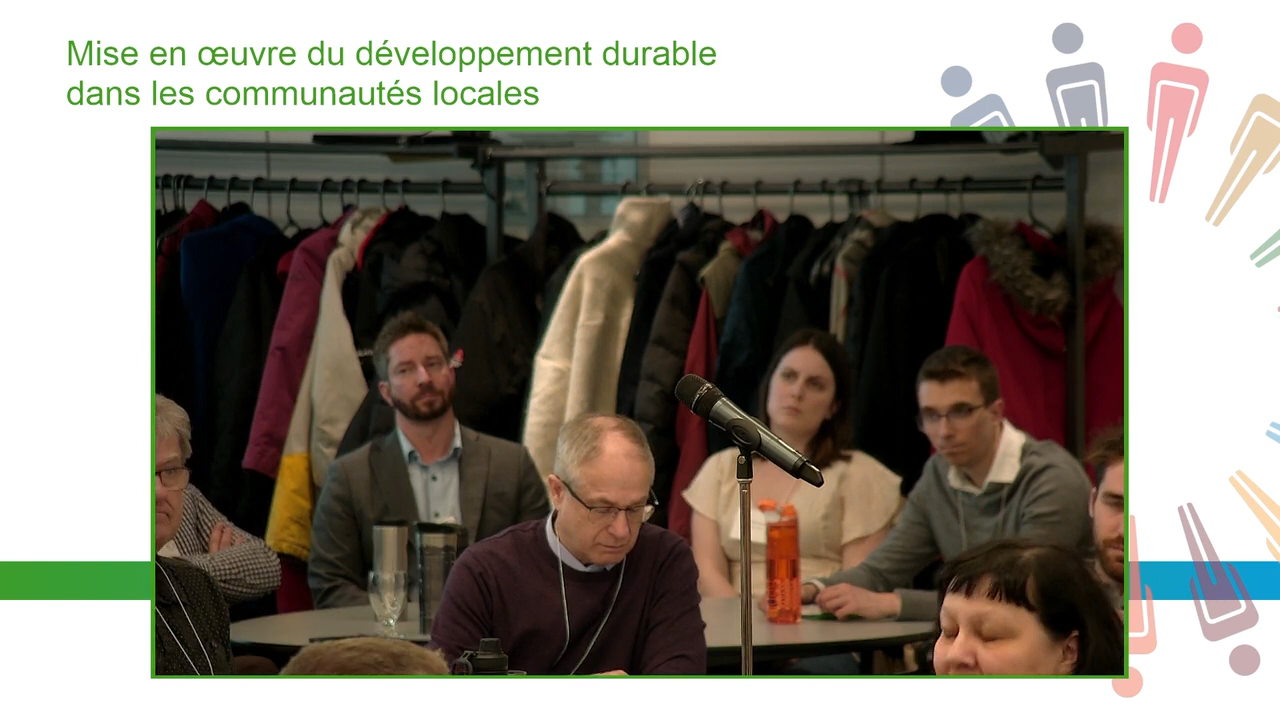 Mise en œuvre du développement durable
dans les communautés locales